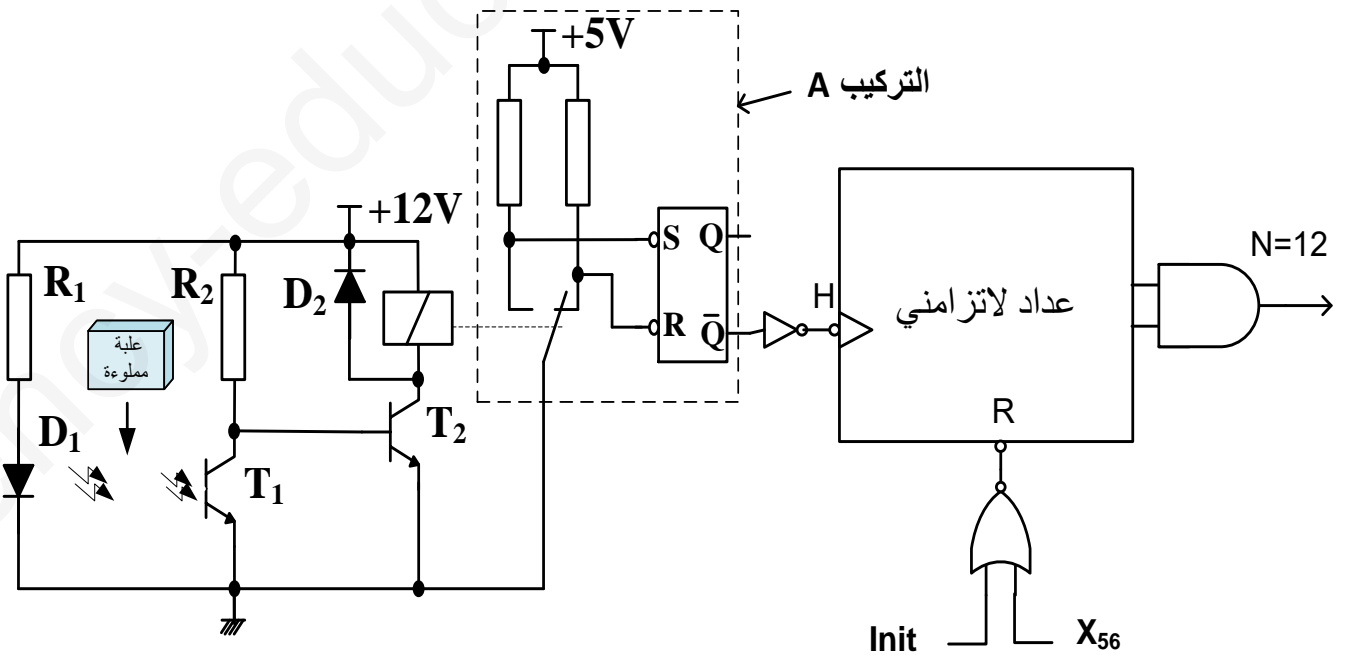 +5V
التركيب A
+12V
R1
R2
D2
علبة
مملوءة
D1
T1
T2
S Q
R Q̄
H
عداد لاتزامني
N=12
R
Init
X56